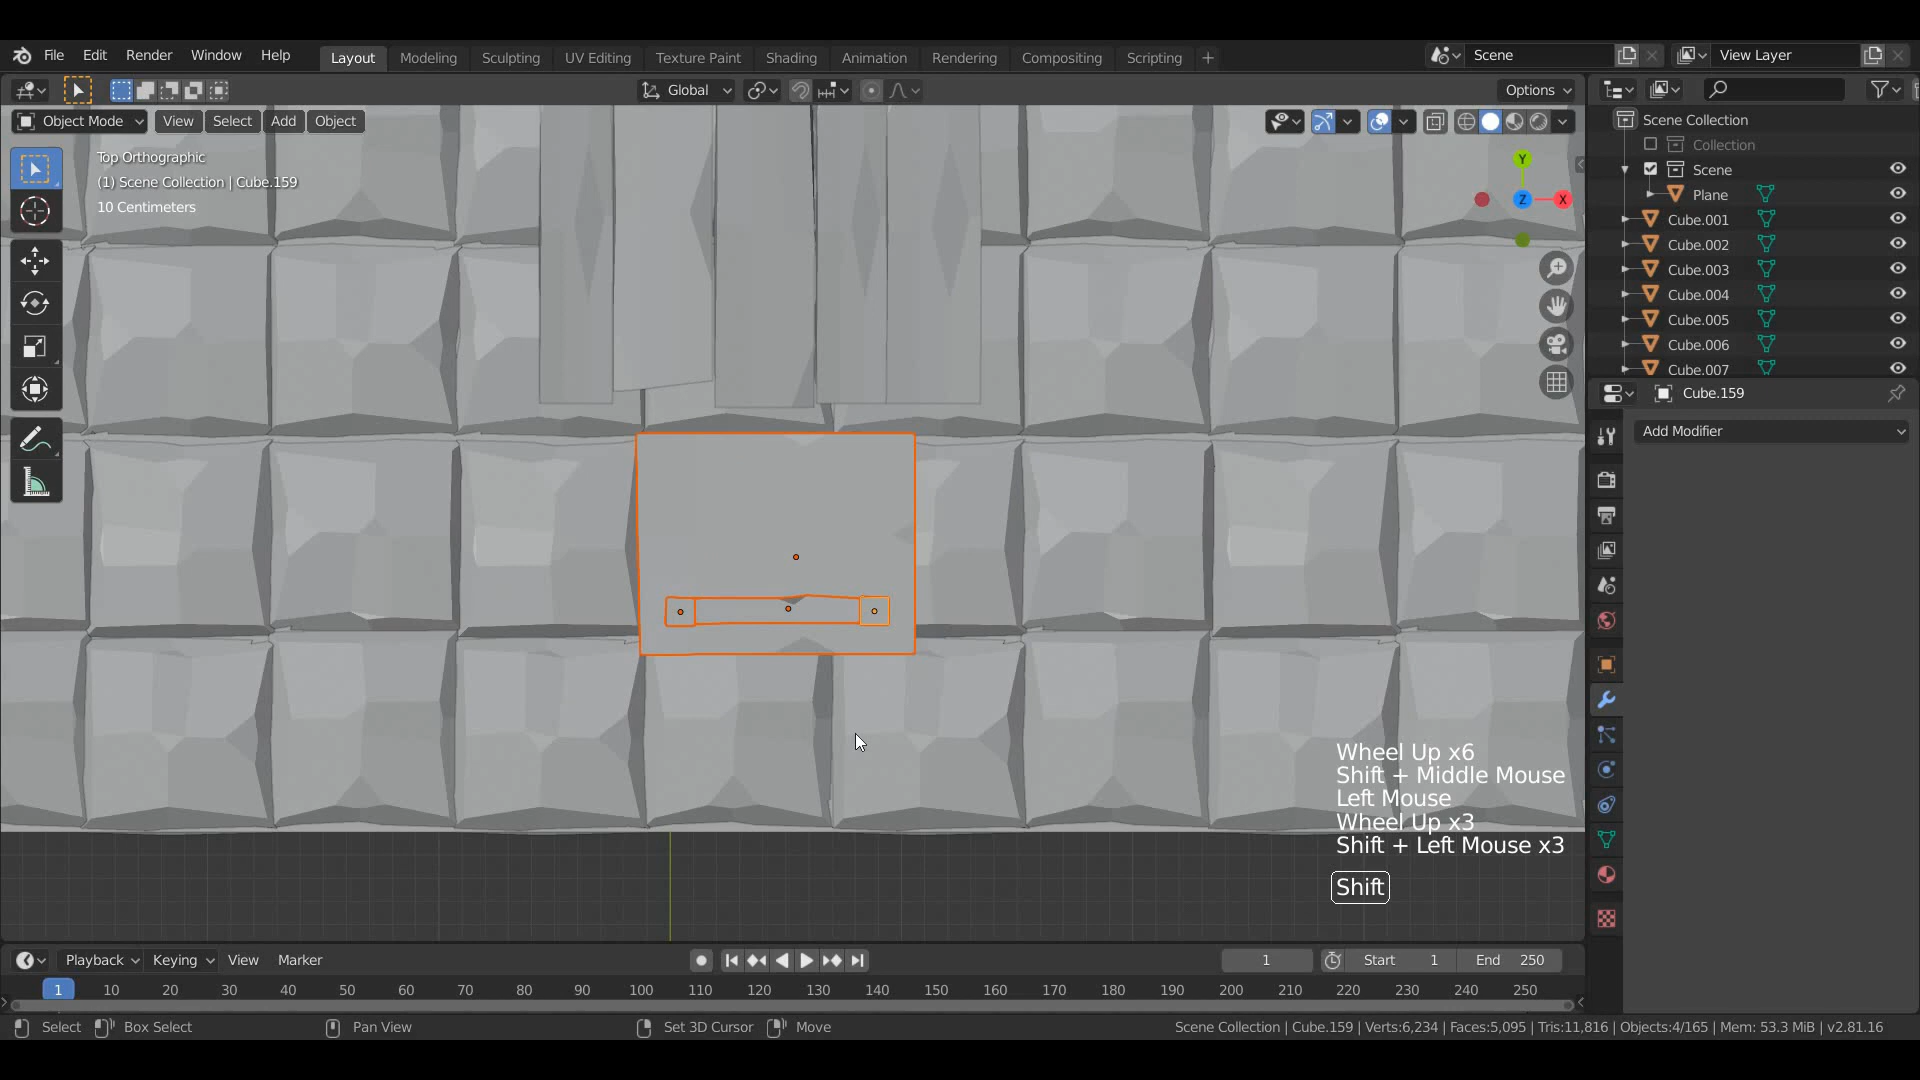 File Edit Render Window Help Layout Modeling Sculpting UV Editing Texture Paint Shading Animation Rendering Compositing Scripting + Scene View Layer
Global Options
Object Mode View Select Add Object
Top Orthographic
(1) Scene Collection | Cube.159
10 Centimeters
Y
Z
X
Scene Collection
Collection
Scene
Plane
Cube.001
Cube.002
Cube.003
Cube.004
Cube.005
Cube.006
Cube.007
Cube.159
Add Modifier
Wheel Up x6
Shift + Middle Mouse
Left Mouse
Wheel Up x3
Shift + Left Mouse x3
Shift
Playback Keying View Marker 1 Start 1 End 250
1 10 20 30 40 50 60 70 80 90 100 110 120 130 140 150 160 170 180 190 200 210 220 230 240 250
Select Box Select Pan View Set 3D Cursor Move Scene Collection | Cube.159 | Verts:6,234 | Faces:5,095 | Tris:11,816 | Objects:4/165 | Mem: 53.3 MiB | v2.81.16